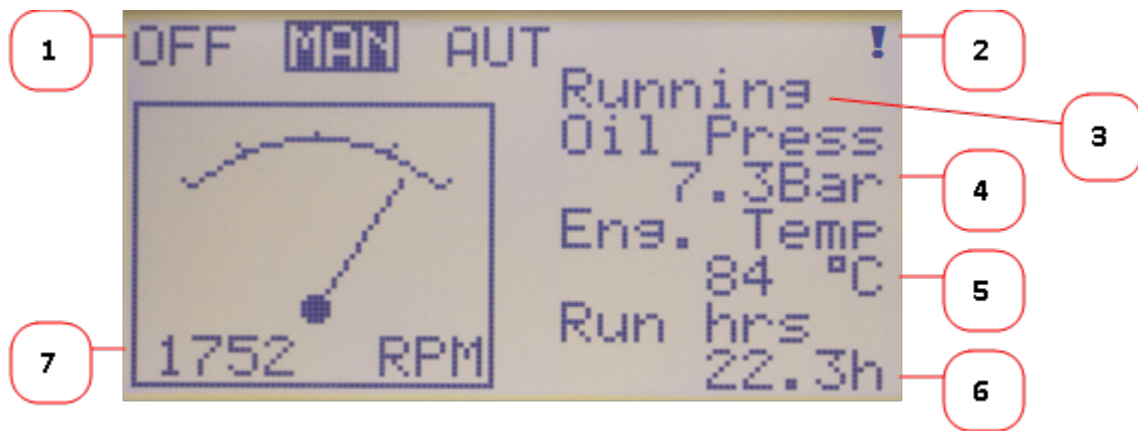 1
OFF MAN AUT !
2
Running
3
Oil Press
7.3Bar
4
Eng. Temp
84 °C
5
Run hrs
22.3h
6
7
1752 RPM